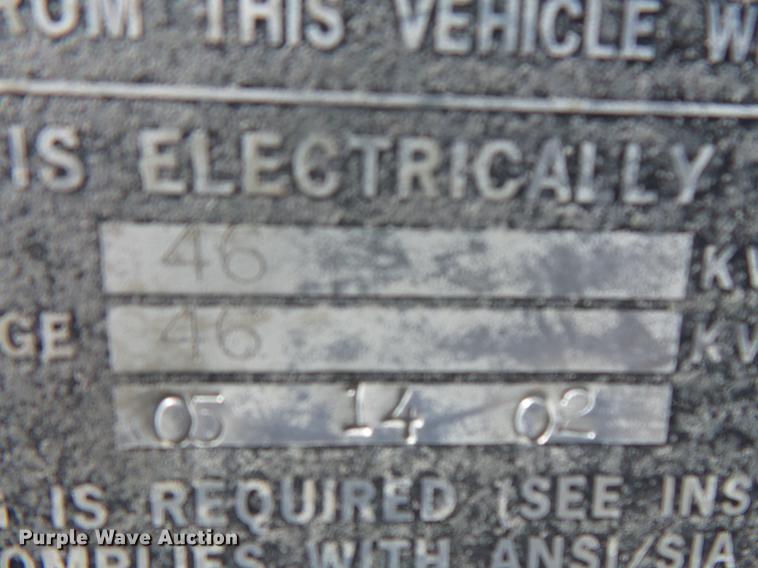 ROM THIS VEHICLE W
IS ELECTRICALLY
46 KV
GE 46 KV
05 14 02
IS REQUIRED (SEE INS
OMPLIES WITH ANSI/SIA
Purple Wave Auction